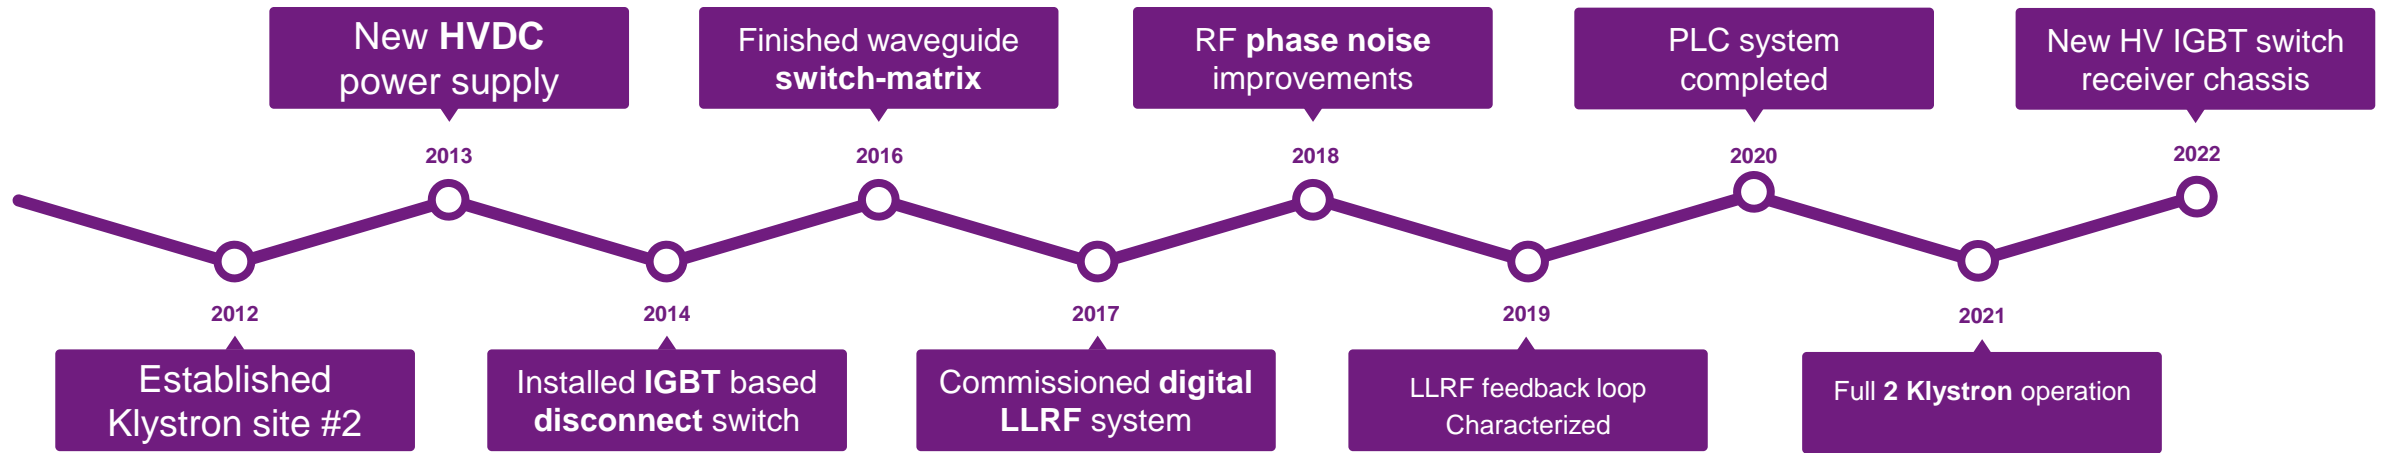 New HVDC
power supply
Finished waveguide
switch-matrix
RF phase noise
improvements
PLC system
completed
New HV IGBT switch
receiver chassis
2013
2016
2018
2020
2022
2012
2014
2017
2019
2021
Established
Klystron site #2
Installed IGBT based
disconnect switch
Commissioned digital
LLRF system
LLRF feedback loop
Characterized
Full 2 Klystron operation